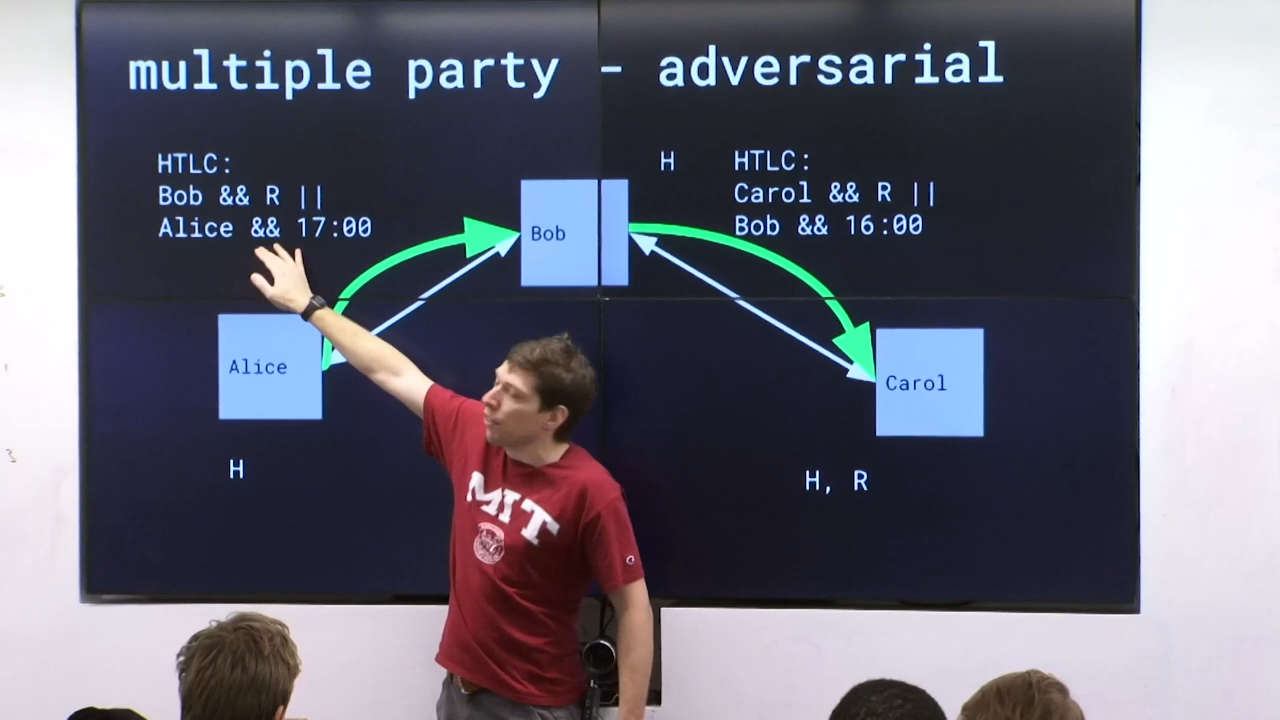 multiple party - adversarial
HTLC:
Bob && R ||
Alice && 17:00
H
HTLC:
Carol && R ||
Bob && 16:00
Bob
Alice
Carol
H
H, R
MIT